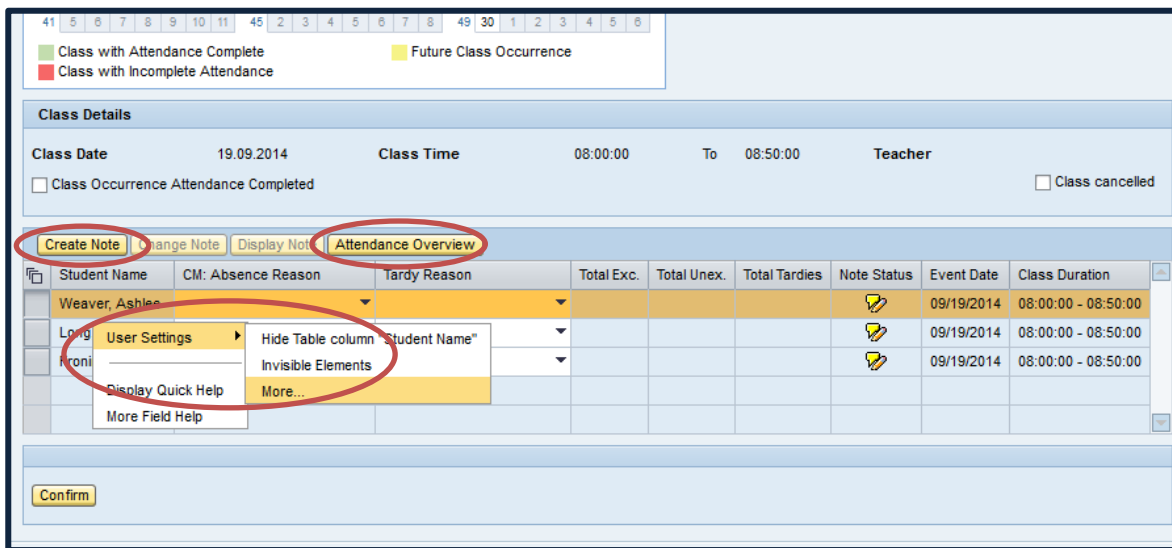 41 5 6 7 8 9 10 11 45 2 3 4 5 6 7 8 49 30 1 2 3 4 5 6
Class with Attendance Complete Future Class Occurrence
Class with Incomplete Attendance
Class Details
Class Date 19.09.2014 Class Time 08:00:00 To 08:50:00 Teacher
Class Occurrence Attendance Completed Class cancelled
Create Note Change Note Display Note Attendance Overview
Student Name CM: Absence Reason Tardy Reason Total Exc. Total Unex. Total Tardies Note Status Event Date Class Duration
Weaver, Ashlee 09/19/2014 08:00:00 - 08:50:00
Long User Settings Hide Table column "Student Name" 09/19/2014 08:00:00 - 08:50:00
Froni Invisible Elements 09/19/2014 08:00:00 - 08:50:00
Display Quick Help More...
More Field Help
Confirm